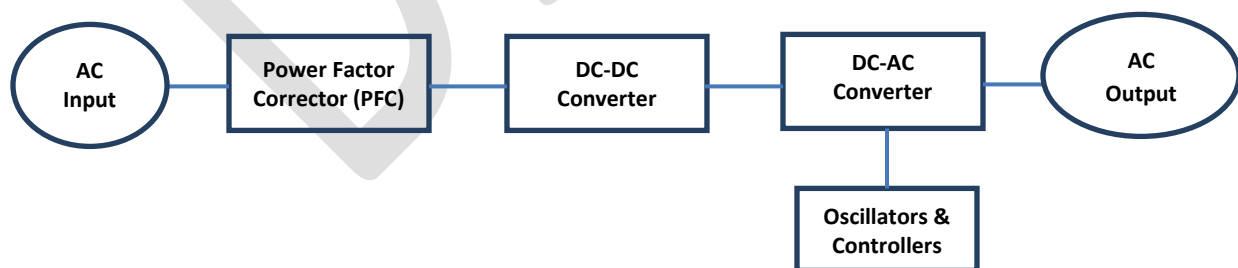 AC
Input
Power Factor
Corrector (PFC)
DC-DC
Converter
DC-AC
Converter
AC
Output
Oscillators &
Controllers